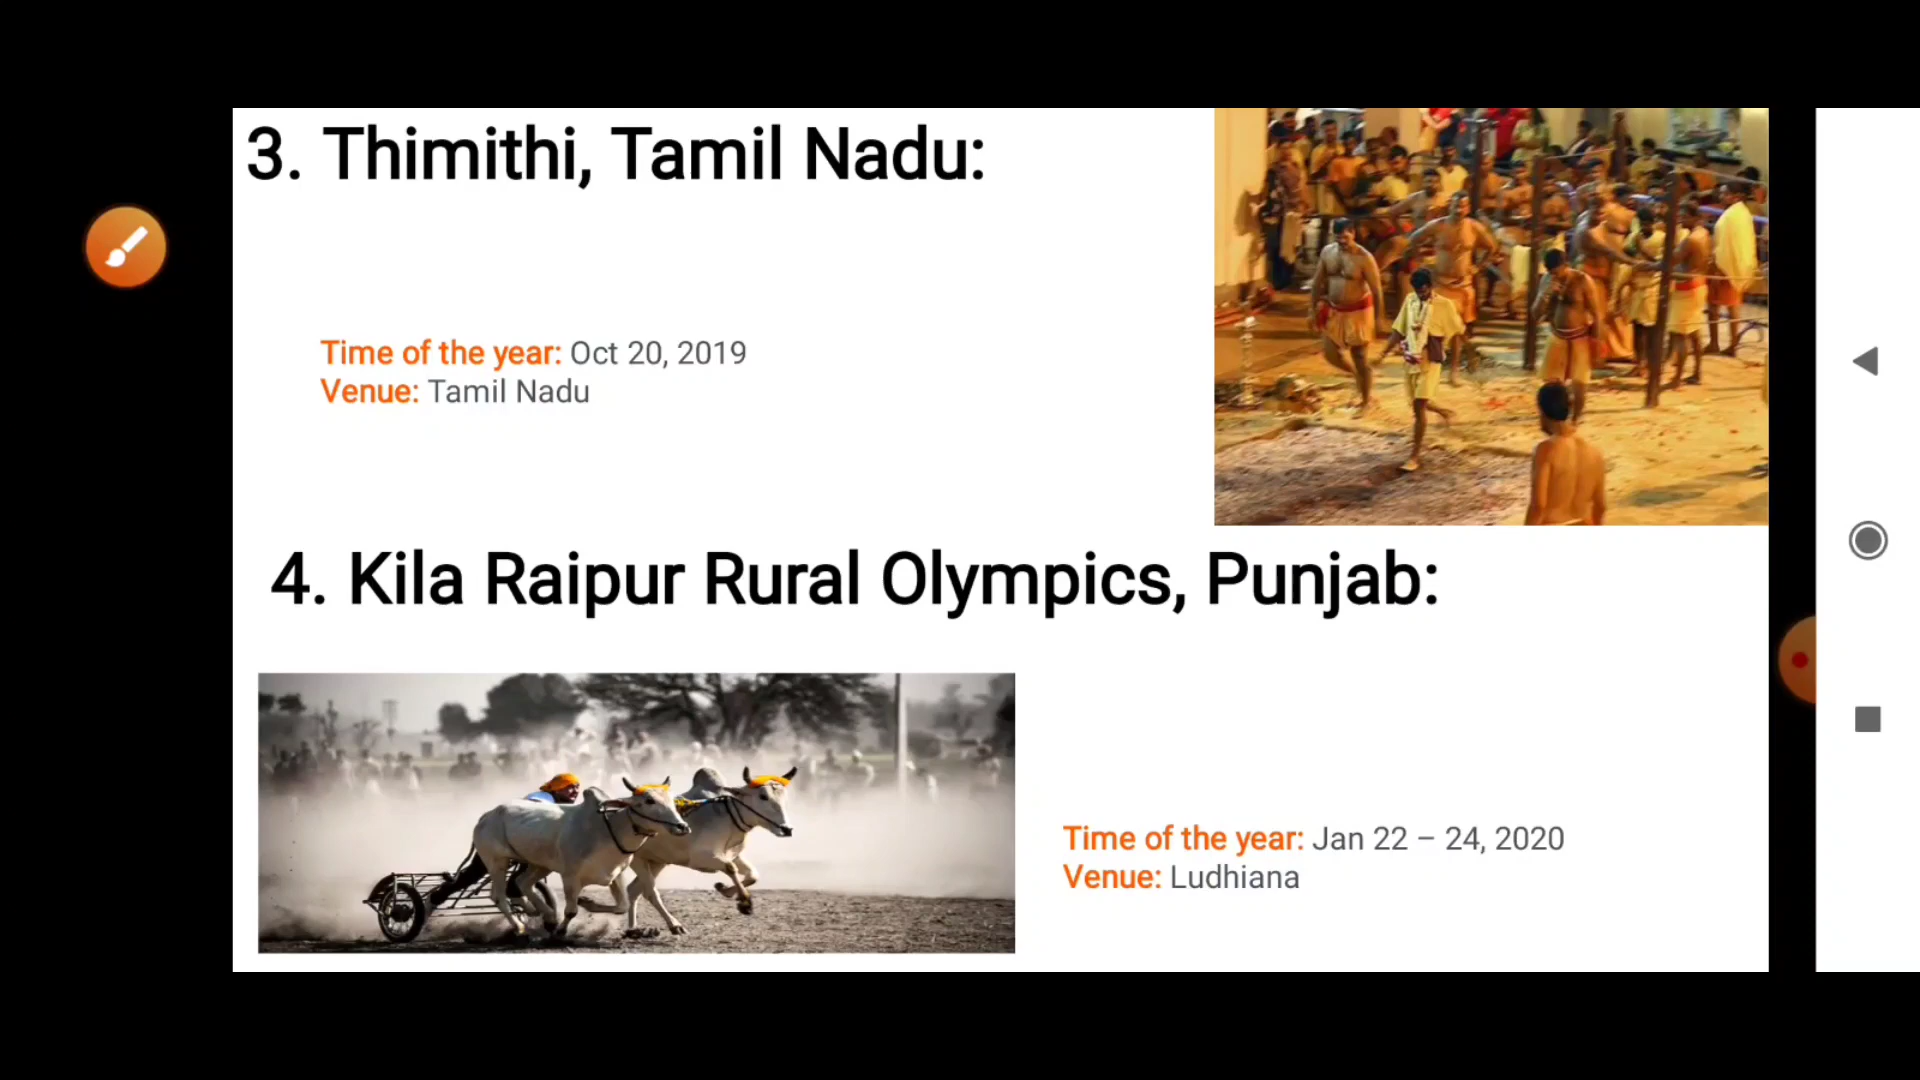 3. Thimithi, Tamil Nadu:
Time of the year: Oct 20, 2019
Venue: Tamil Nadu
4. Kila Raipur Rural Olympics, Punjab:
Time of the year: Jan 22 – 24, 2020
Venue: Ludhiana